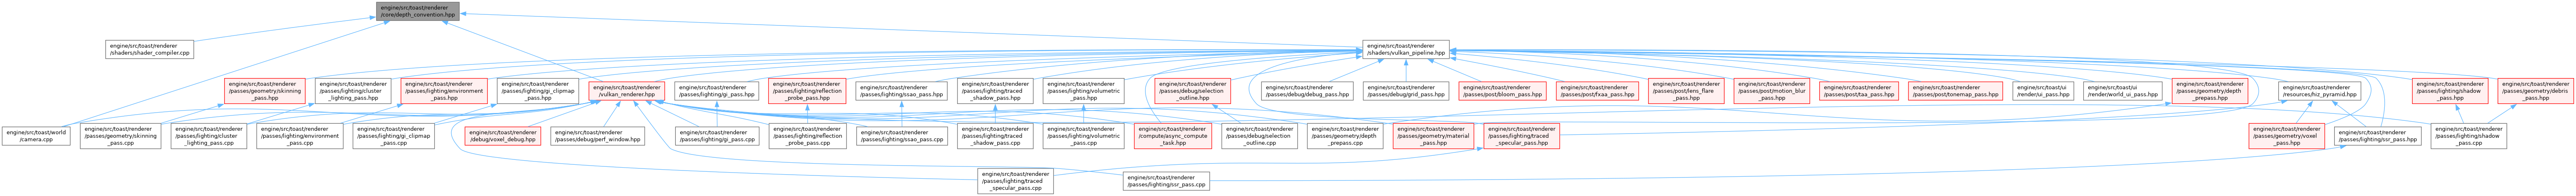 engine/src/toast/renderer
/core/depth_convention.hpp
engine/src/toast/renderer
/shaders/shader_compiler.cpp
engine/src/toast/renderer
/shaders/vulkan_pipeline.hpp
engine/src/toast/renderer
/passes/geometry/skinning
_pass.hpp
engine/src/toast/renderer
/passes/lighting/cluster
_lighting_pass.hpp
engine/src/toast/renderer
/passes/lighting/environment
_pass.hpp
engine/src/toast/renderer
/passes/lighting/gi_clipmap
_pass.hpp
engine/src/toast/renderer
/vulkan_renderer.hpp
engine/src/toast/renderer
/passes/lighting/gi_pass.hpp
engine/src/toast/renderer
/passes/lighting/reflection
_probe_pass.hpp
engine/src/toast/renderer
/passes/lighting/ssao_pass.hpp
engine/src/toast/renderer
/passes/lighting/traced
_shadow_pass.hpp
engine/src/toast/renderer
/passes/lighting/volumetric
_pass.hpp
engine/src/toast/renderer
/passes/debug/selection
_outline.hpp
engine/src/toast/renderer
/passes/debug/debug_pass.hpp
engine/src/toast/renderer
/passes/debug/grid_pass.hpp
engine/src/toast/renderer
/passes/post/bloom_pass.hpp
engine/src/toast/renderer
/passes/post/fxaa_pass.hpp
engine/src/toast/renderer
/passes/post/lens_flare
_pass.hpp
engine/src/toast/renderer
/passes/post/motion_blur
_pass.hpp
engine/src/toast/renderer
/passes/post/taa_pass.hpp
engine/src/toast/renderer
/passes/post/tonemap_pass.hpp
engine/src/toast/ui
/render/ui_pass.hpp
engine/src/toast/ui
/render/world_ui_pass.hpp
engine/src/toast/renderer
/passes/geometry/depth
_prepass.hpp
engine/src/toast/renderer
/resources/hiz_pyramid.hpp
engine/src/toast/renderer
/passes/lighting/shadow
_pass.hpp
engine/src/toast/renderer
/passes/geometry/debris
_pass.hpp
engine/src/toast/world
/camera.cpp
engine/src/toast/renderer
/passes/geometry/skinning
_pass.cpp
engine/src/toast/renderer
/passes/lighting/cluster
_lighting_pass.cpp
engine/src/toast/renderer
/passes/lighting/environment
_pass.cpp
engine/src/toast/renderer
/passes/lighting/gi_clipmap
_pass.cpp
engine/src/toast/renderer
/debug/voxel_debug.hpp
engine/src/toast/renderer
/passes/debug/perf_window.hpp
engine/src/toast/renderer
/passes/lighting/gi_pass.cpp
engine/src/toast/renderer
/passes/lighting/reflection
_probe_pass.cpp
engine/src/toast/renderer
/passes/lighting/ssao_pass.cpp
engine/src/toast/renderer
/passes/lighting/traced
_shadow_pass.cpp
engine/src/toast/renderer
/passes/lighting/volumetric
_pass.cpp
engine/src/toast/renderer
/compute/async_compute
_task.hpp
engine/src/toast/renderer
/passes/debug/selection
_outline.cpp
engine/src/toast/renderer
/passes/geometry/depth
_prepass.cpp
engine/src/toast/renderer
/passes/geometry/material
_pass.hpp
engine/src/toast/renderer
/passes/lighting/traced
_specular_pass.hpp
engine/src/toast/renderer
/passes/geometry/voxel
_pass.hpp
engine/src/toast/renderer
/passes/lighting/ssr_pass.hpp
engine/src/toast/renderer
/passes/lighting/shadow
_pass.cpp
engine/src/toast/renderer
/passes/lighting/traced
_specular_pass.cpp
engine/src/toast/renderer
/passes/lighting/ssr_pass.cpp